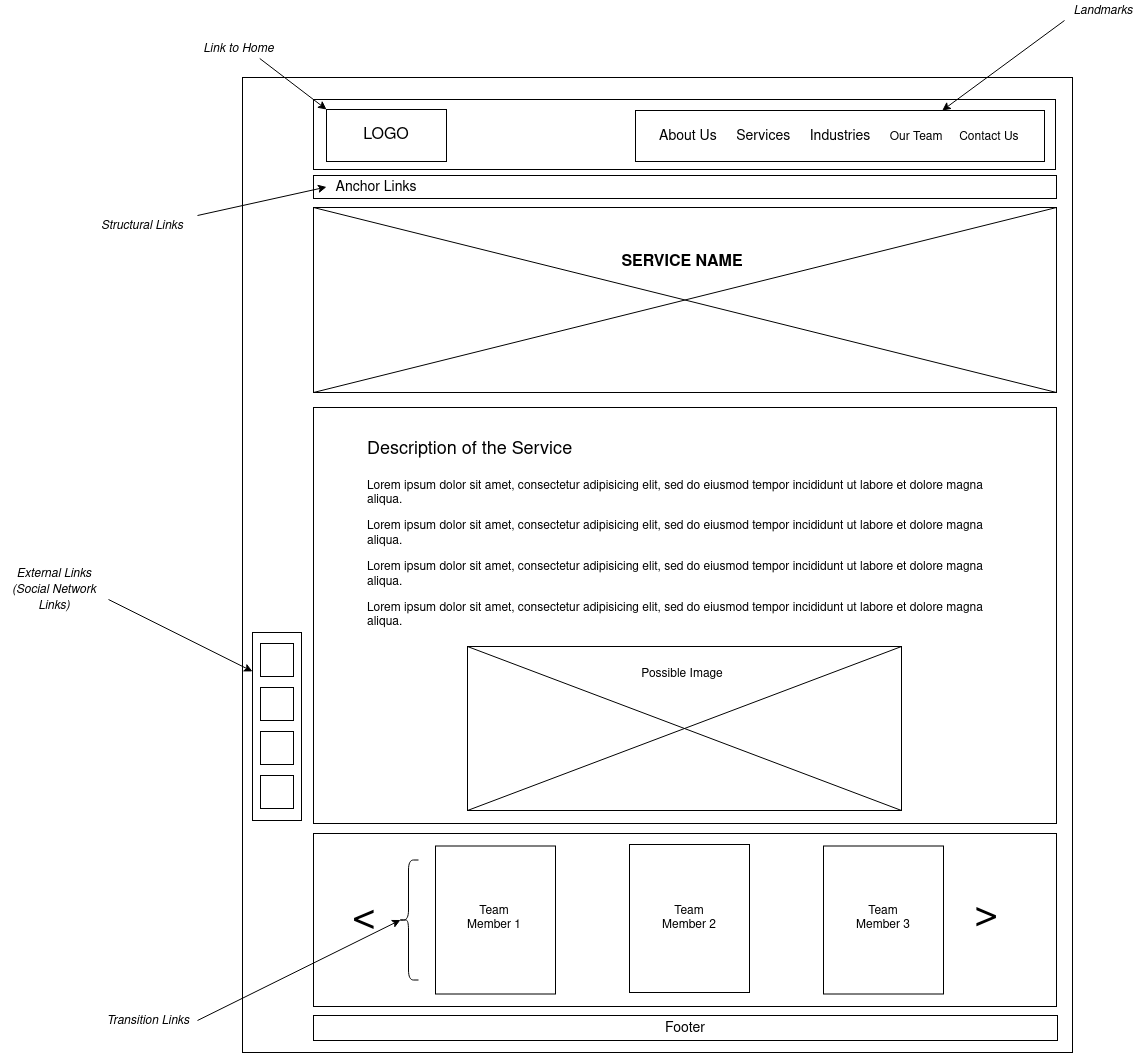 Landmarks
Link to Home
LOGO
About Us Services Industries Our Team Contact Us
Anchor Links
Structural Links
SERVICE NAME
Description of the Service
Lorem ipsum dolor sit amet, consectetur adipisicing elit, sed do eiusmod tempor incididunt ut labore et dolore magna
aliqua.
Lorem ipsum dolor sit amet, consectetur adipisicing elit, sed do eiusmod tempor incididunt ut labore et dolore magna
aliqua.
Lorem ipsum dolor sit amet, consectetur adipisicing elit, sed do eiusmod tempor incididunt ut labore et dolore magna
aliqua.
Lorem ipsum dolor sit amet, consectetur adipisicing elit, sed do eiusmod tempor incididunt ut labore et dolore magna
aliqua.
External Links
(Social Network
Links)
Possible Image
<
Team
Member 1
Team
Member 2
Team
Member 3
>
Transition Links
Footer